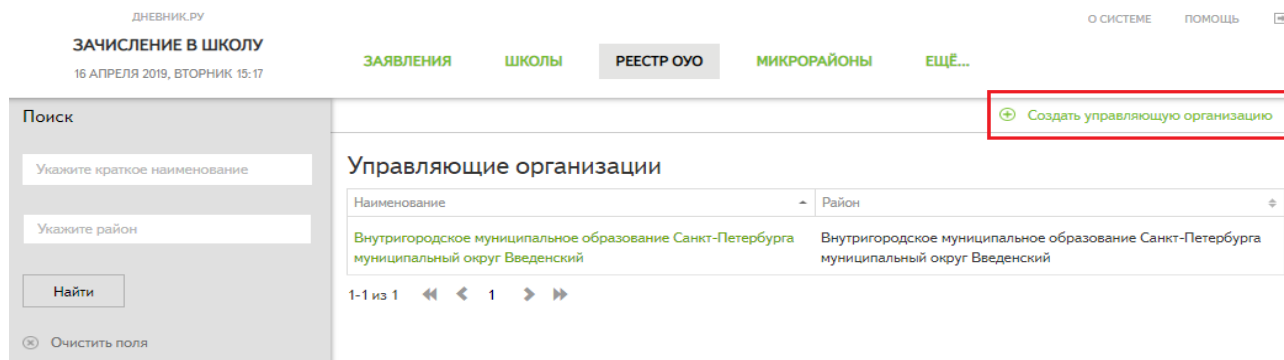 ДНЕВНИК.РУ
О СИСТЕМЕ ПОМОЩЬ
ЗАЧИСЛЕНИЕ В ШКОЛУ
16 АПРЕЛЯ 2019, ВТОРНИК 15:17
ЗАЯВЛЕНИЯ ШКОЛЫ РЕЕСТР ОУО МИКРОРАЙОНЫ ЕЩЁ...
Поиск
Укажите краткое наименование
Укажите район
Найти
Очистить поля
Создать управляющую организацию
Управляющие организации
Наименование Район
Внутригородское муниципальное образование Санкт-Петербурга Внутригородское муниципальное образование Санкт-Петербурга
муниципальный округ Введенский муниципальный округ Введенский
1-1 из 1 1